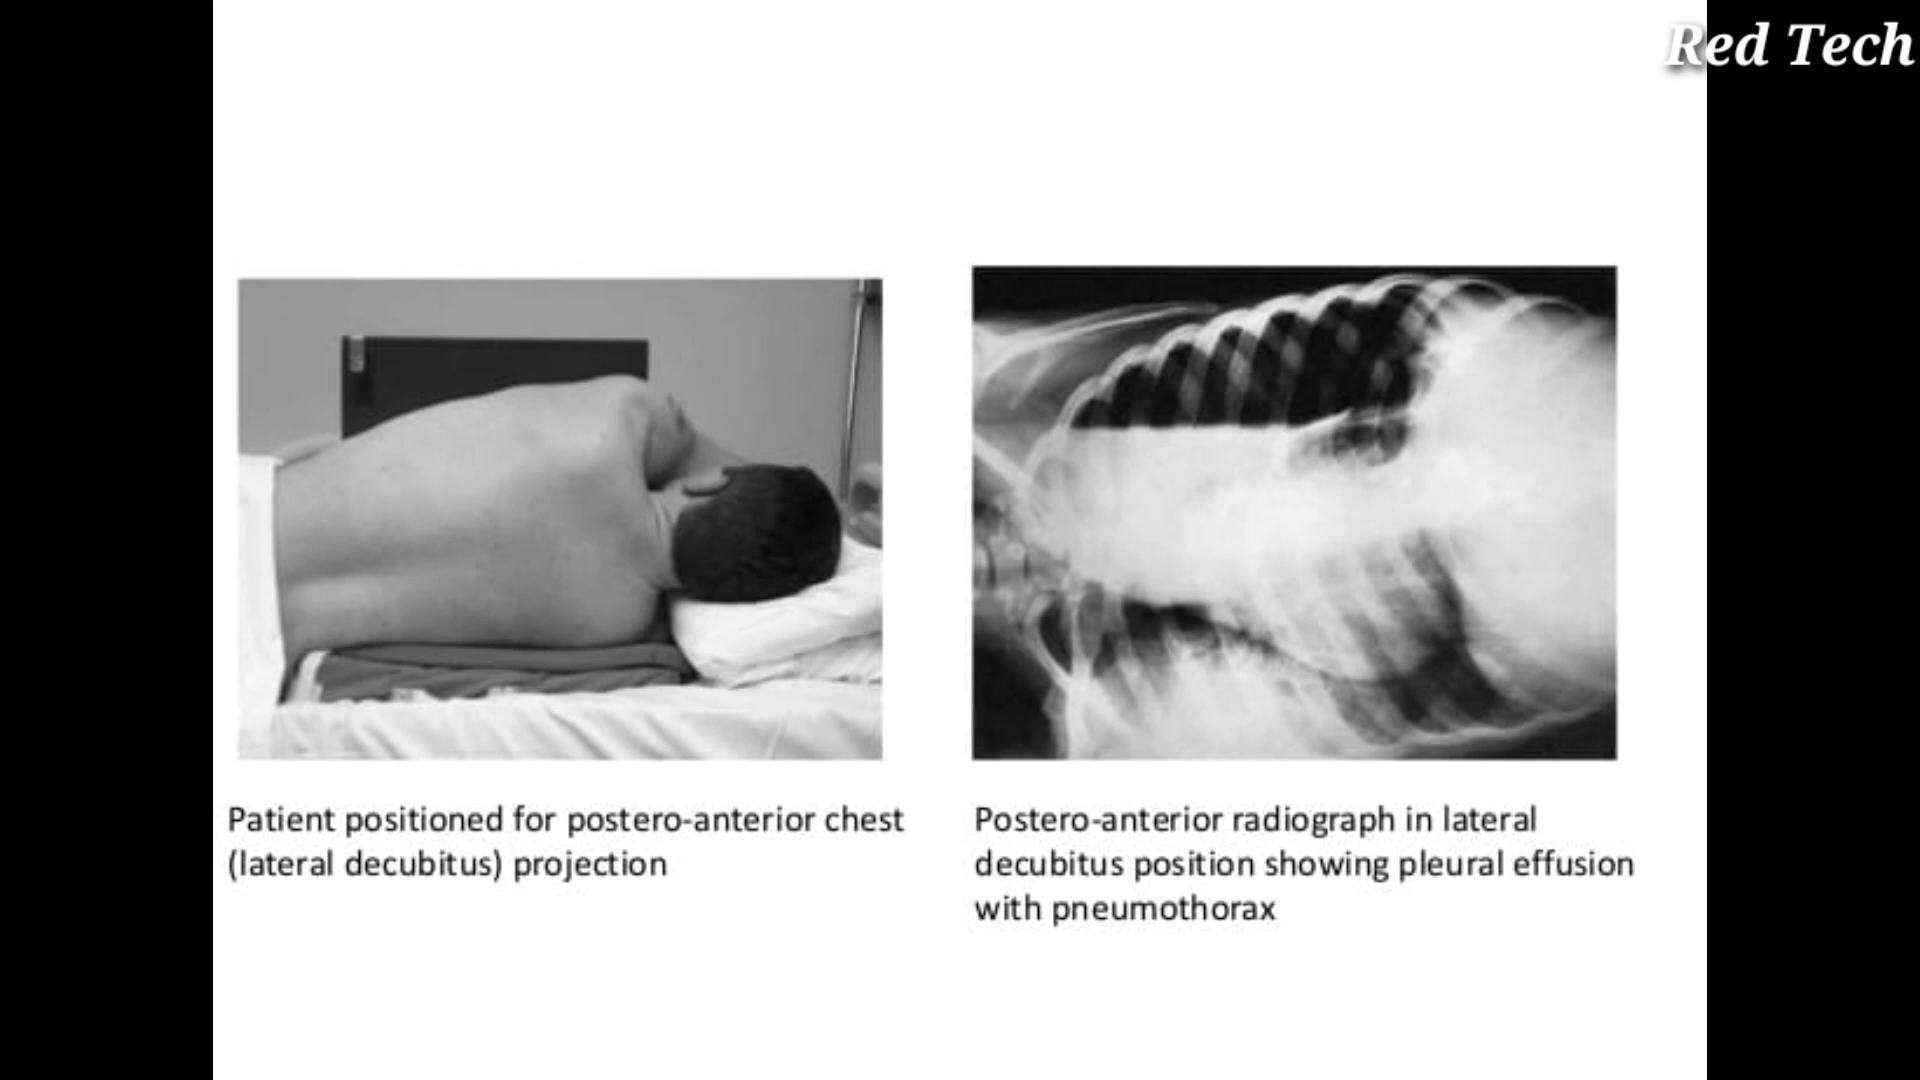 Red Tech
Patient positioned for postero-anterior chest
(lateral decubitus) projection
Postero-anterior radiograph in lateral
decubitus position showing pleural effusion
with pneumothorax